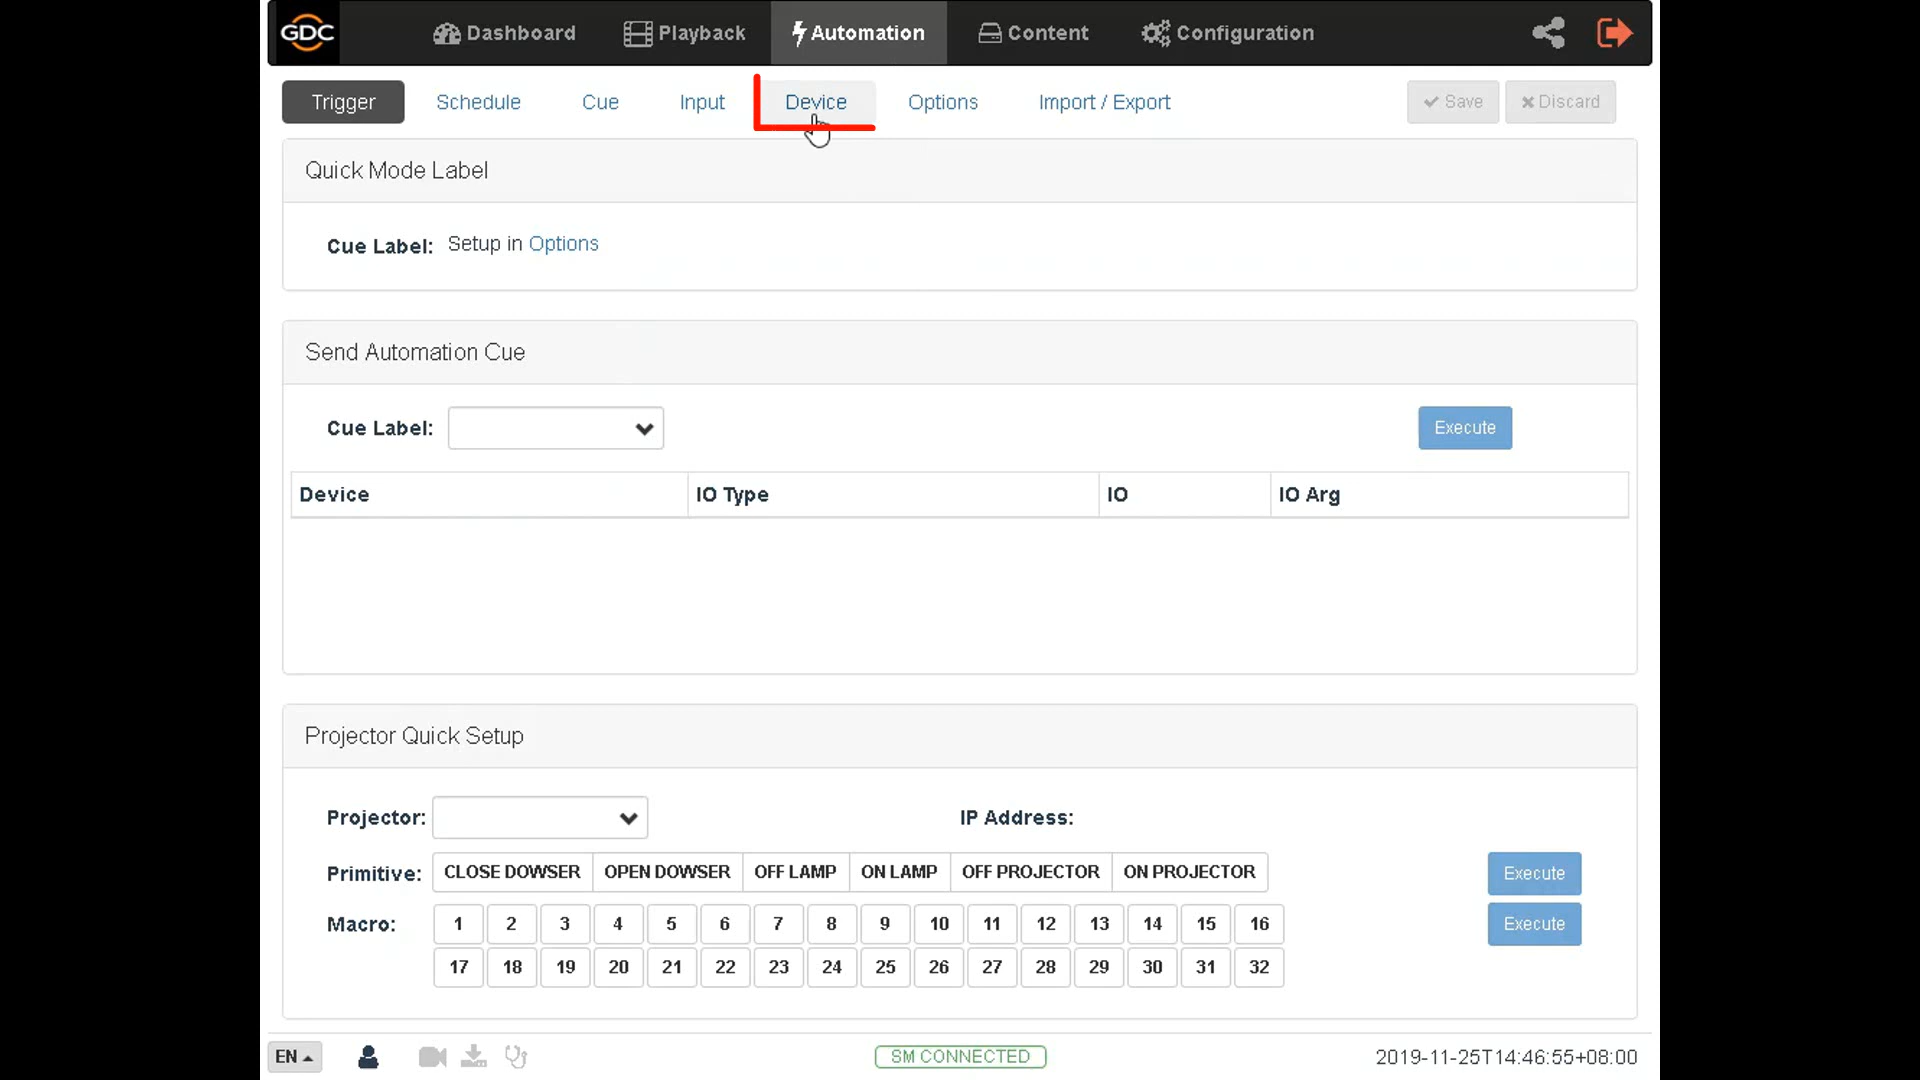 GDC Dashboard Playback Automation Content Configuration
Trigger Schedule Cue Input Device Options Import / Export Save Discard
Quick Mode Label
Cue Label: Setup in Options
Send Automation Cue
Cue Label: Execute
Device IO Type IO IO Arg
Projector Quick Setup
Projector: IP Address:
Primitive: CLOSE DOWSER OPEN DOWSER OFF LAMP ON LAMP OFF PROJECTOR ON PROJECTOR Execute
Macro: 1 2 3 4 5 6 7 8 9 10 11 12 13 14 15 16 Execute
17 18 19 20 21 22 23 24 25 26 27 28 29 30 31 32
EN SM CONNECTED 2019-11-25T14:46:55+08:00